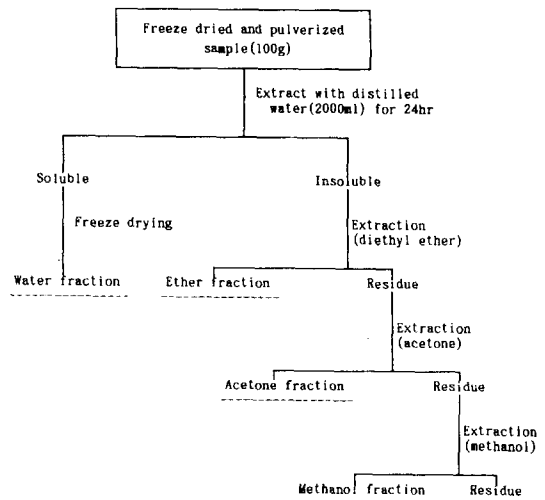 Freeze dried and pulverized
sample(100g)
Extract with distilled
water(2000ml) for 24hr
Soluble
Insoluble
Freeze drying
Extraction
(diethyl ether)
Water fraction
Ether fraction
Residue
Extraction
(acetone)
Acetone fraction
Residue
Extraction
(methanol)
Methanol fraction
Residue